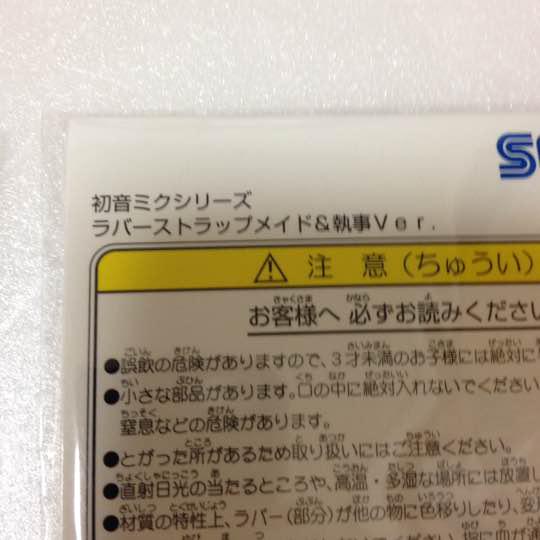 初音ミクシリーズ
ラバーストラップメイド&執事Ver.
⚠ 注 意 (ちゅうい)
お客様へ 必ずお読みください
●誤飲の危険がありますので、3才未満のお子様には絶対に
●小さな部品があります。口の中に絶対入れないでください。
窒息などの危険があります。
●とがった所があるため取り扱いにはご注意ください。
●直射日光の当たるところや、高温・多湿な場所には放置し
●材質の特性上、ラバー(部分)が他の物に色移りしたり、変